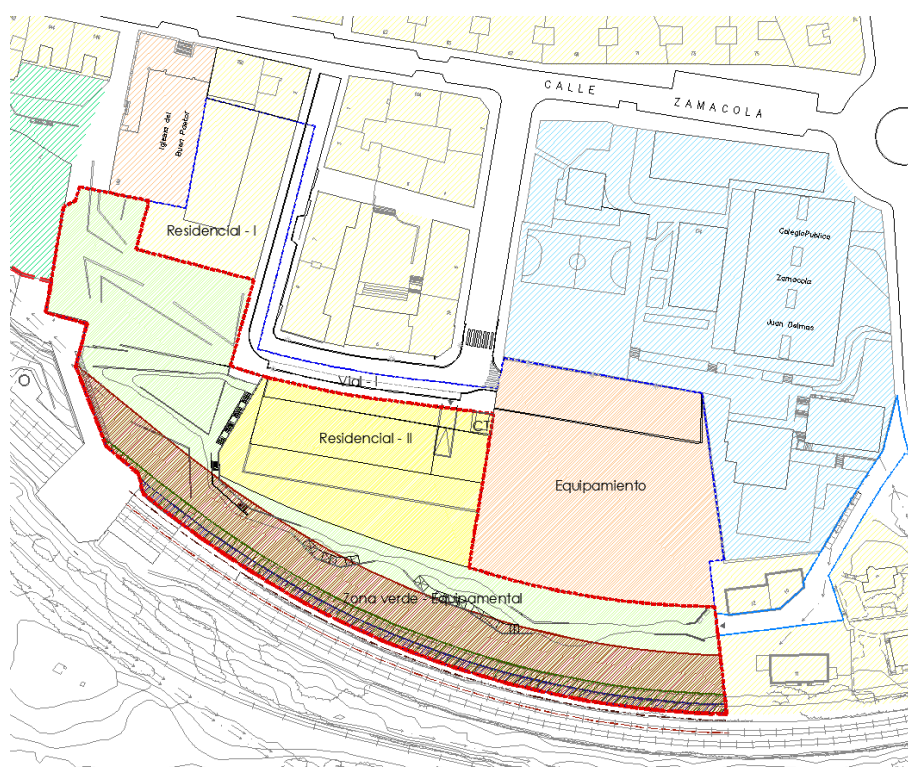 CALLE
ZAMACOLA
Iglesia del
Buen Pastor
Residencial - I
Colegio Publico
Zamacola
Juan Delmas
Vial - I
CT
Residencial - II
Equipamiento
Zona verde - Equipamental